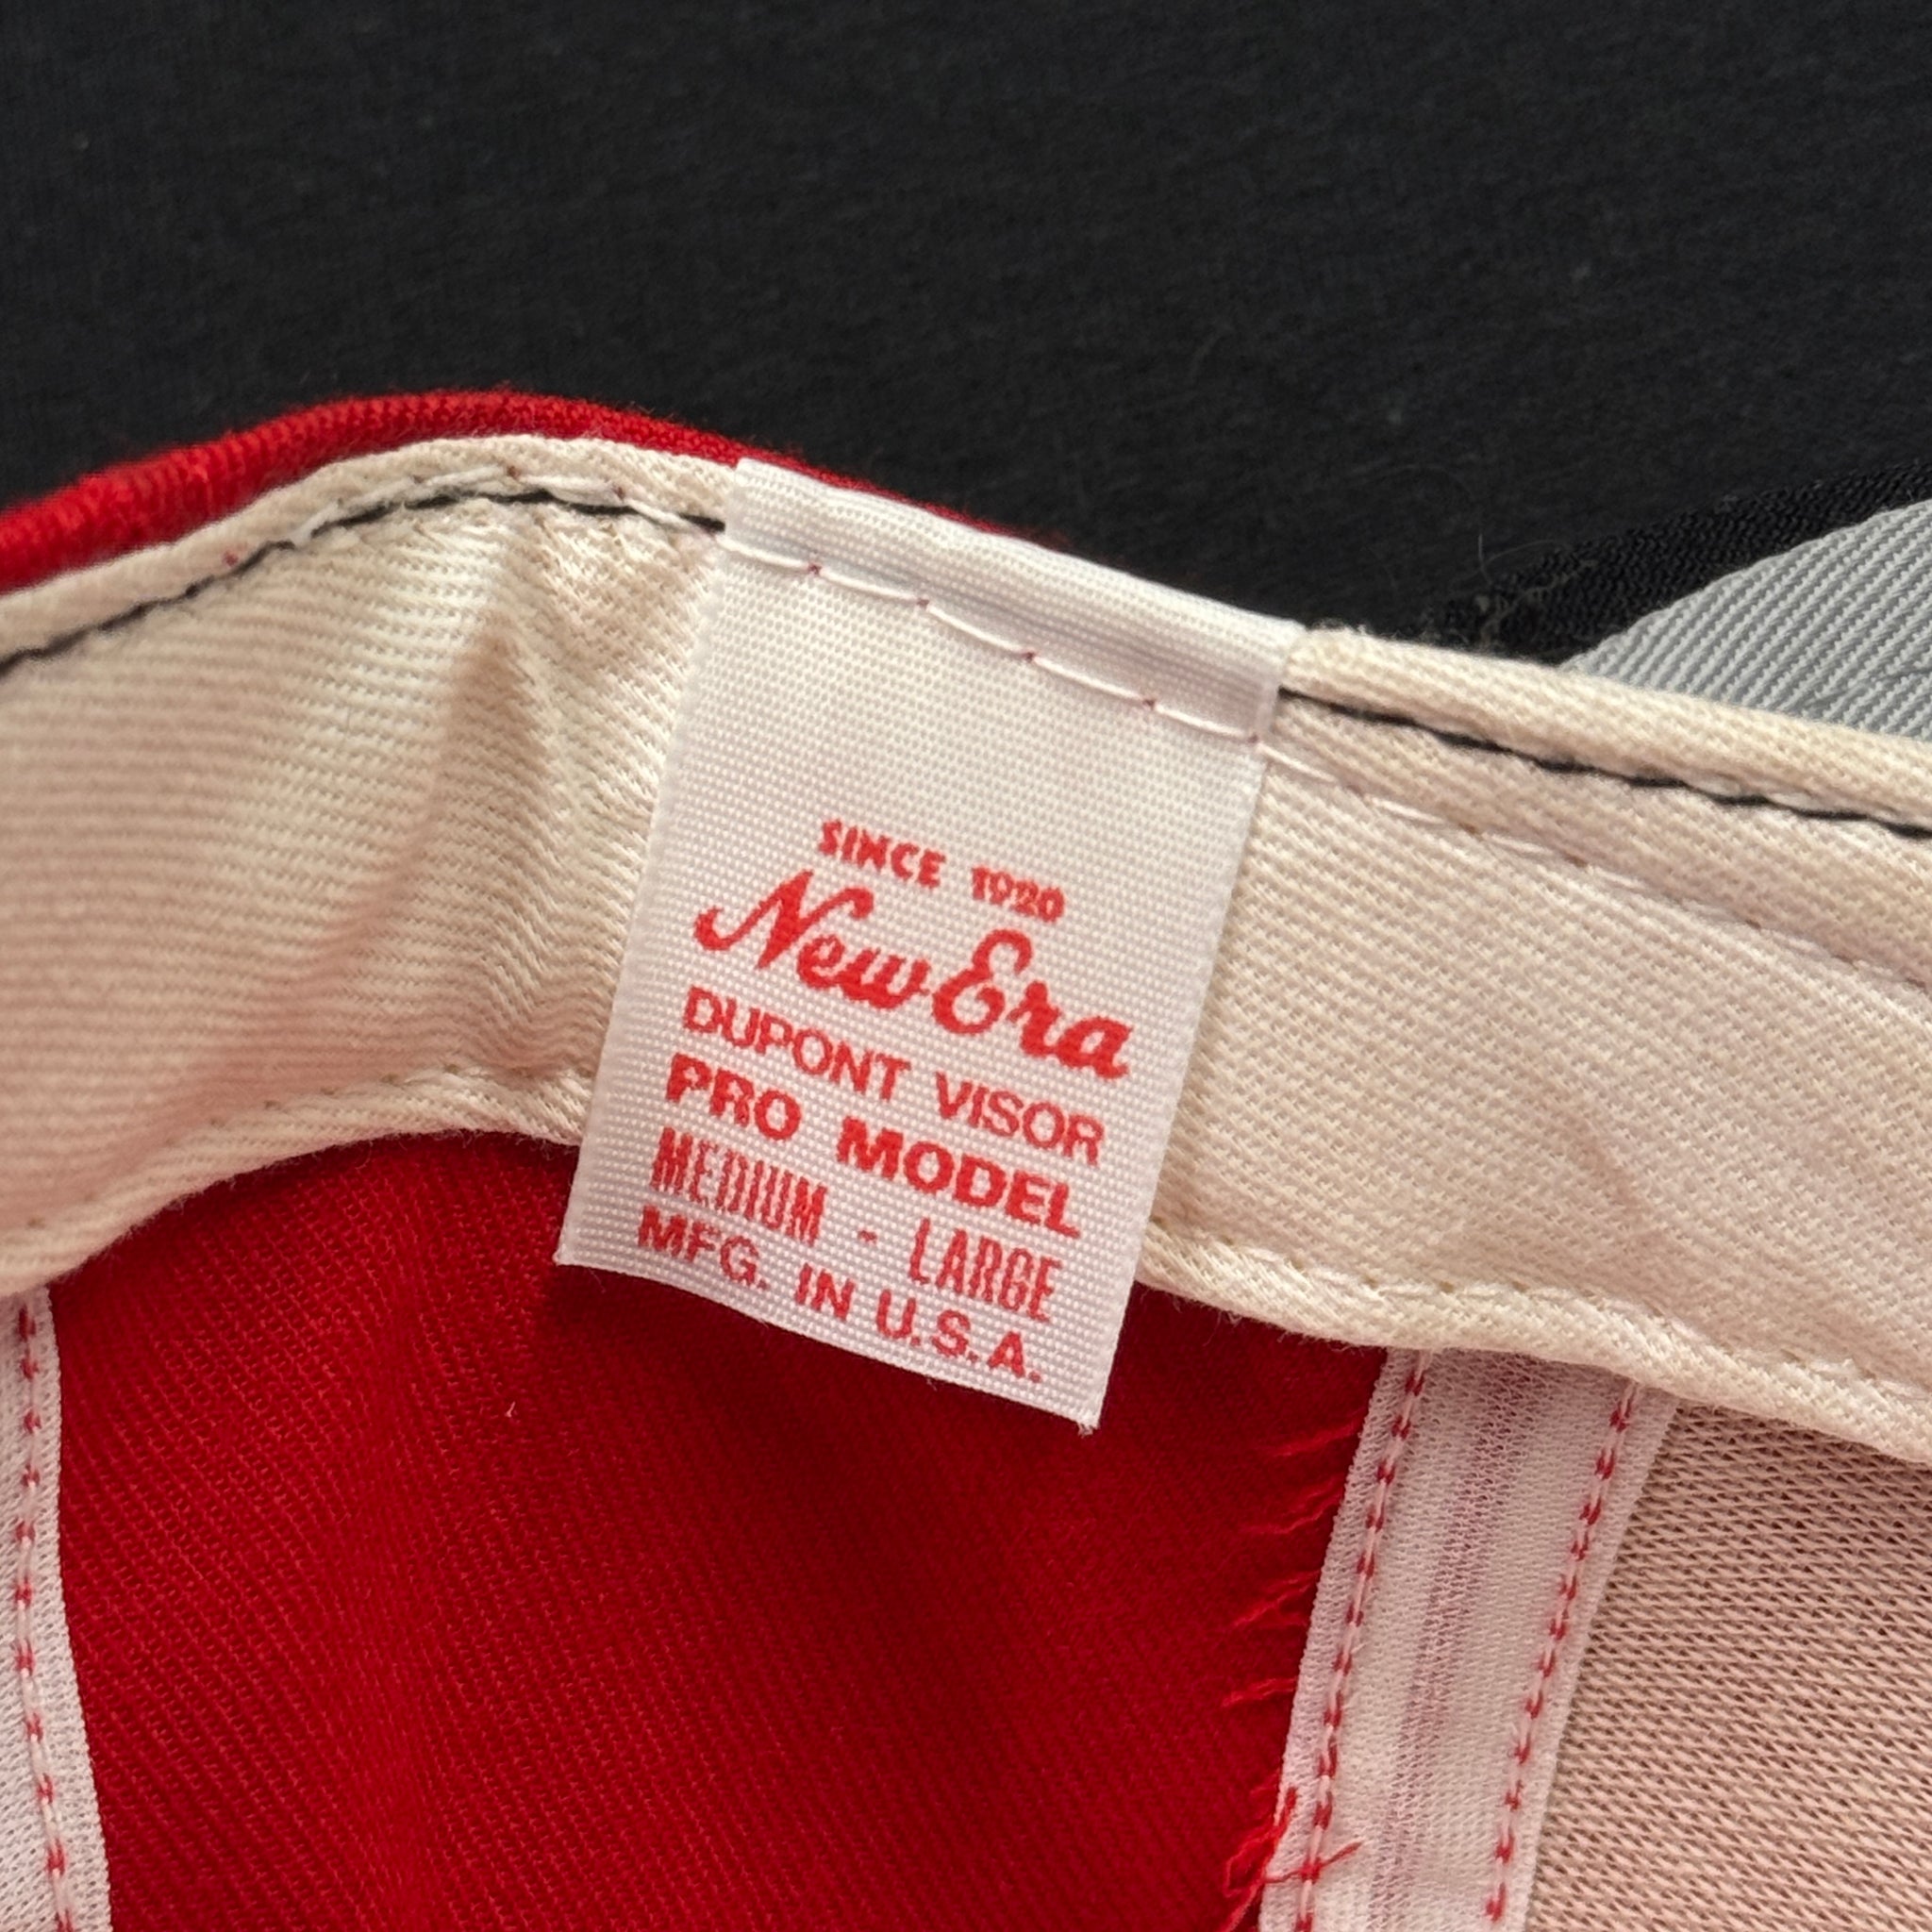 SINCE 1920
New Era
DUPONT VISOR
PRO MODEL
MEDIUM - LARGE
MFG. IN U.S.A.